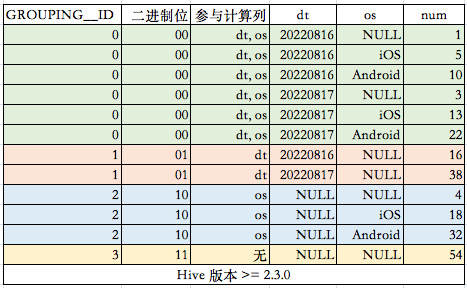 GROUPING__ID 二进制位 参与计算列 dt os num
0 00 dt, os 20220816 NULL 1
0 00 dt, os 20220816 iOS 5
0 00 dt, os 20220816 Android 10
0 00 dt, os 20220817 NULL 3
0 00 dt, os 20220817 iOS 13
0 00 dt, os 20220817 Android 22
1 01 dt 20220816 NULL 16
1 01 dt 20220817 NULL 38
2 10 os NULL NULL 4
2 10 os NULL iOS 18
2 10 os NULL Android 32
3 11 无 NULL NULL 54
Hive 版本 >= 2.3.0